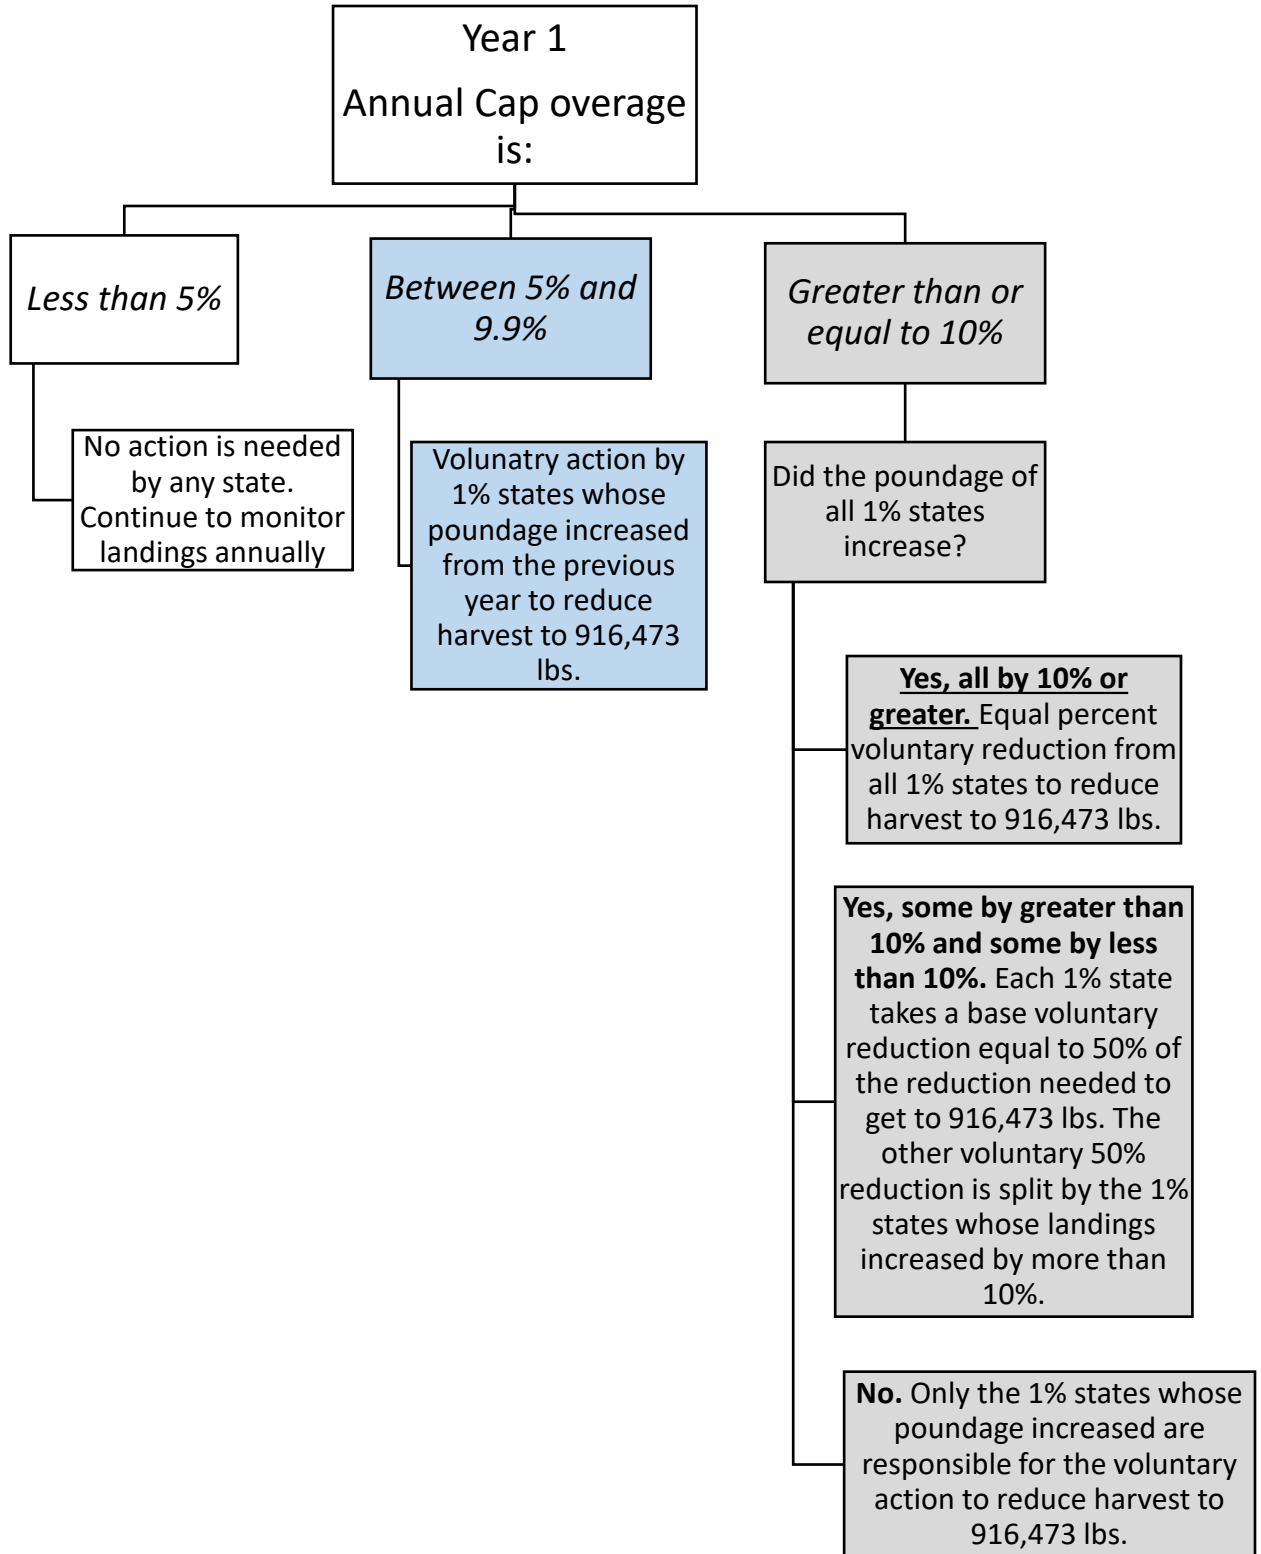 Year 1
Annual Cap overage
is:
Less than 5%
Between 5% and
9.9%
Greater than or
equal to 10%
No action is needed
by any state.
Continue to monitor
landings annually
Volunatry action by
1% states whose
poundage increased
from the previous
year to reduce
harvest to 916,473
lbs.
Did the poundage of
all 1% states
increase?
Yes, all by 10% or
greater. Equal percent
voluntary reduction from
all 1% states to reduce
harvest to 916,473 lbs.
Yes, some by greater than
10% and some by less
than 10%. Each 1% state
takes a base voluntary
reduction equal to 50% of
the reduction needed to
get to 916,473 lbs. The
other voluntary 50%
reduction is split by the 1%
states whose landings
increased by more than
10%.
No. Only the 1% states whose
poundage increased are
responsible for the voluntary
action to reduce harvest to
916,473 lbs.